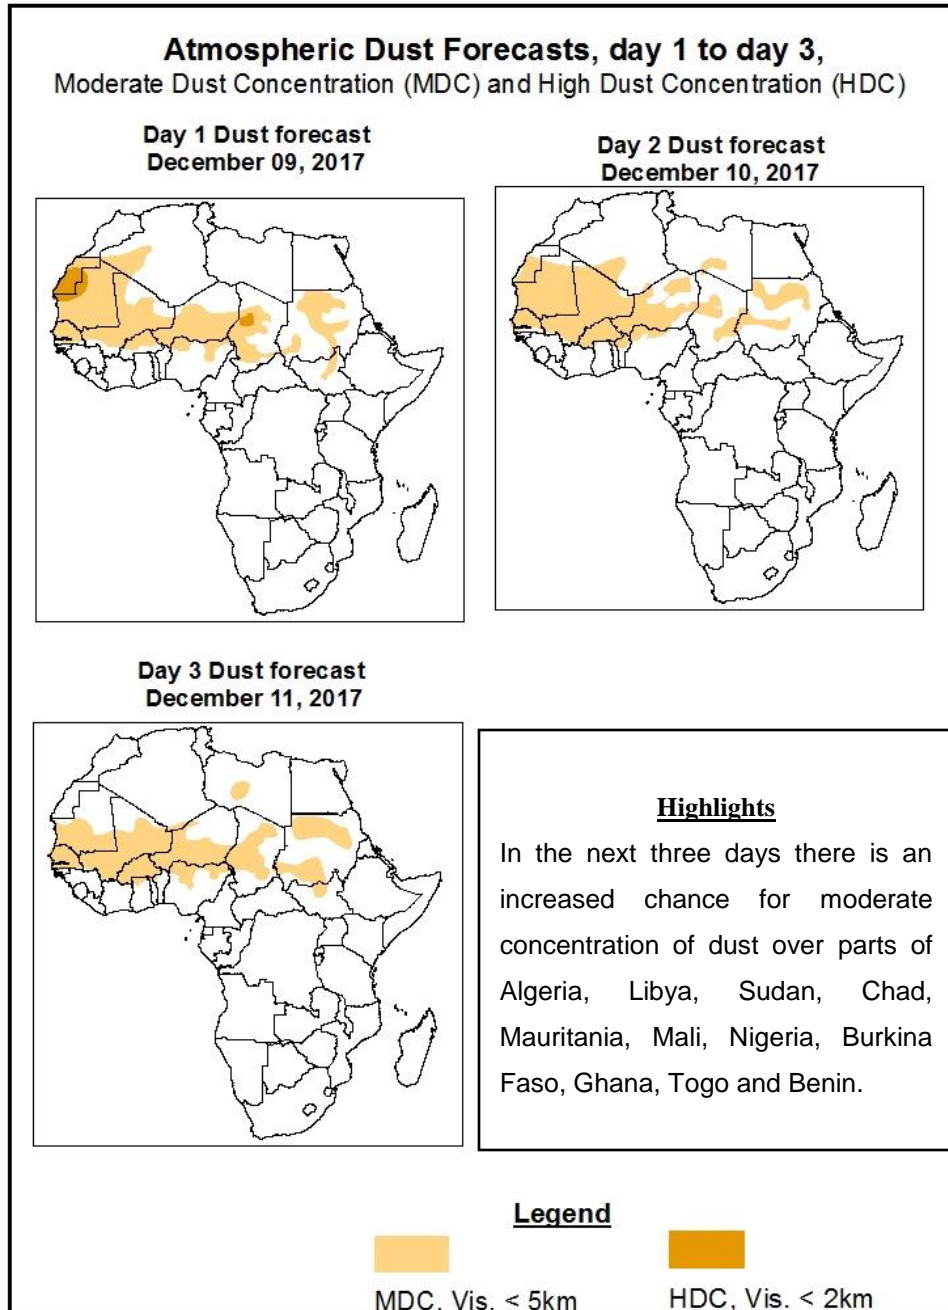 Atmospheric Dust Forecasts, day 1 to day 3,
Moderate Dust Concentration (MDC) and High Dust Concentration (HDC)
Day 1 Dust forecast
December 09, 2017
Day 2 Dust forecast
December 10, 2017
Day 3 Dust forecast
December 11, 2017
Highlights
In the next three days there is an
increased chance for moderate
concentration of dust over parts of
Algeria, Libya, Sudan, Chad,
Mauritania, Mali, Nigeria, Burkina
Faso, Ghana, Togo and Benin.
Legend
MDC, Vis. < 5km
HDC, Vis. < 2km